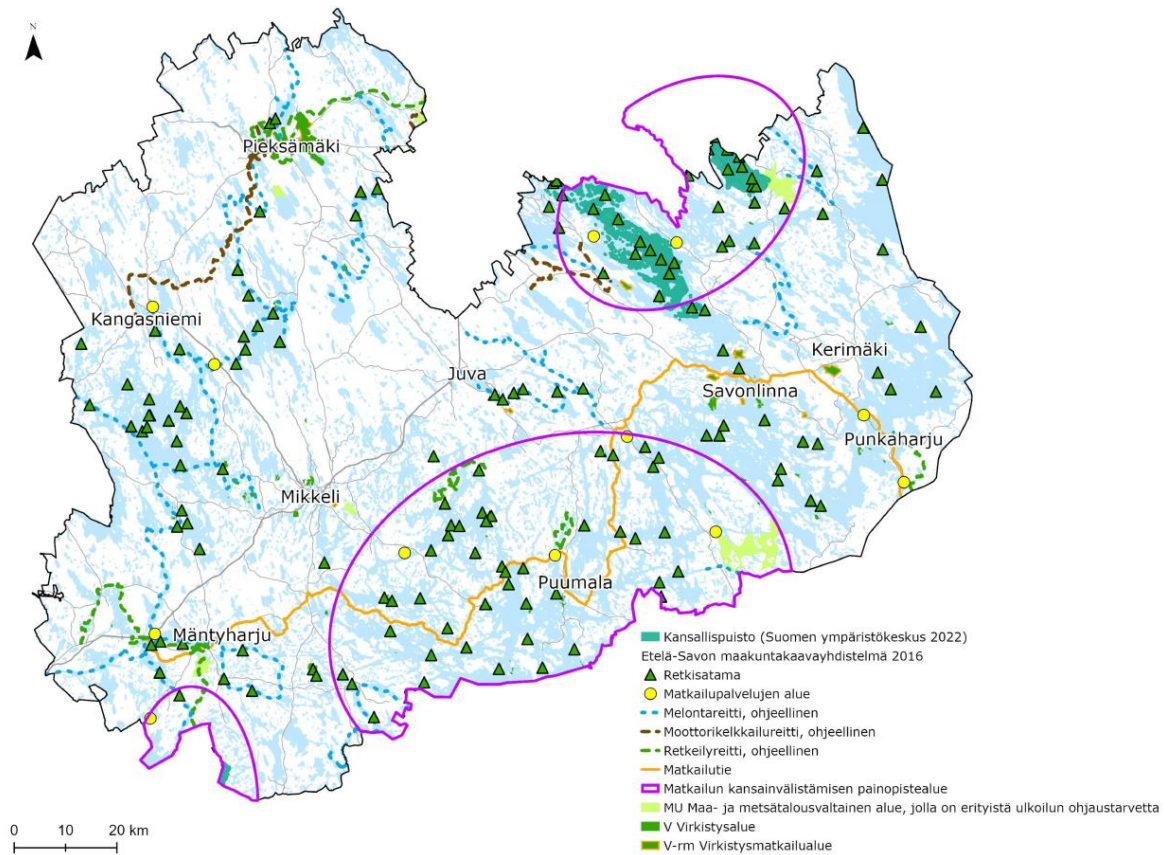 N
Pieksämäki
Kangasniemi
Juva
Kerimäki
Savonlinna
Punkaharju
Mikkeli
Puumala
Mäntyharju
Kansallispuisto (Suomen ympäristökeskus 2022)
Etelä-Savon maakuntakaavayhdistelmä 2016
Retkisatama
Matkailupalvelujen alue
Melontareitti, ohjeellinen
Moottorikelkkailureitti, ohjeellinen
Retkeilyreitti, ohjeellinen
Matkailutie
Matkailun kansainvälistämisen painopistealue
MU Maa- ja metsätalousvaltainen alue, jolla on erityistä ulkoilun ohjaustarvetta
V Virkistysalue
V-rm Virkistysmatkailualue
0 10 20 km